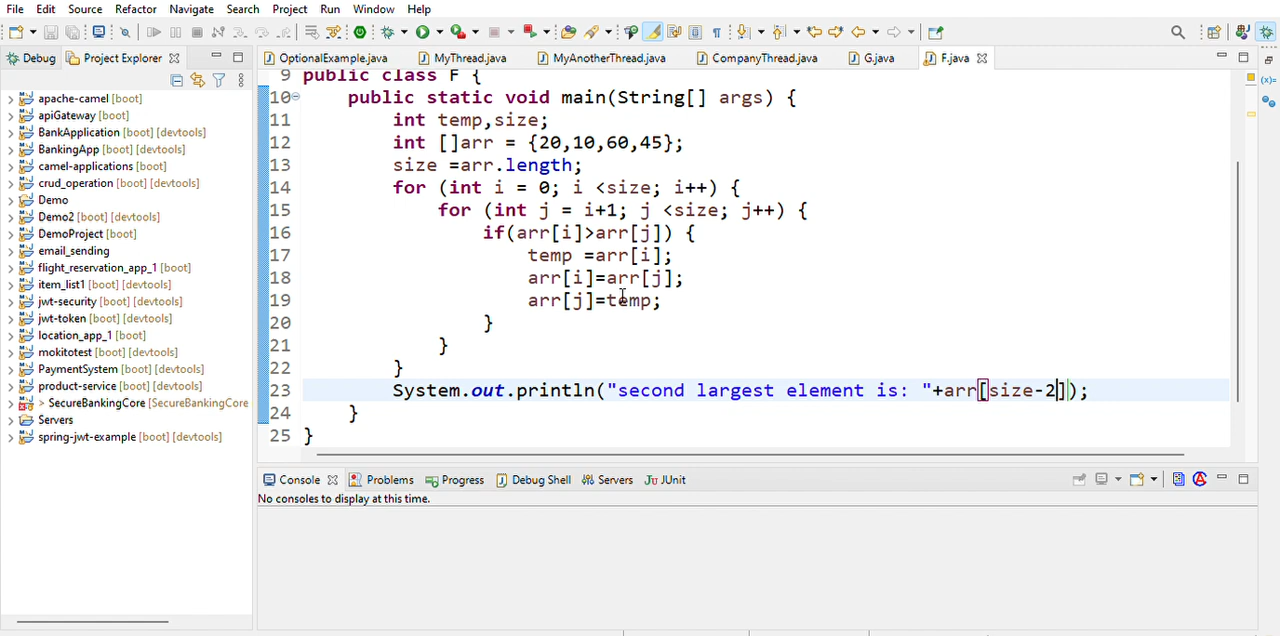 File Edit Source Refactor Navigate Search Project Run Window Help
Debug Project Explorer
OptionalExample.java MyThread.java MyAnotherThread.java CompanyThread.java G.java F.java
apache-camel [boot]
apiGateway [boot]
BankApplication [boot] [devtools]
BankingApp [boot] [devtools]
camel-applications [boot]
crud_operation [boot] [devtools]
Demo
Demo2 [boot] [devtools]
DemoProject [boot]
email_sending
flight_reservation_app_1 [boot]
item_list1 [boot] [devtools]
jwt-security [boot] [devtools]
jwt-token [boot] [devtools]
location_app_1 [boot]
mokitotest [boot] [devtools]
PaymentSystem [boot] [devtools]
product-service [boot] [devtools]
> SecureBankingCore [SecureBankingCore
Servers
spring-jwt-example [boot] [devtools]
9 public class F {
10 public static void main(String[] args) {
11 int temp,size;
12 int []arr = {20,10,60,45};
13 size =arr.length;
14 for (int i = 0; i <size; i++) {
15 for (int j = i+1; j <size; j++) {
16 if(arr[i]>arr[j]) {
17 temp =arr[i];
18 arr[i]=arr[j];
19 arr[j]=temp;
20 }
21 }
22 }
23 System.out.println("second largest element is: "+arr[size-2]);
24 }
25 }
Console Problems Progress Debug Shell Servers JUnit
No consoles to display at this time.